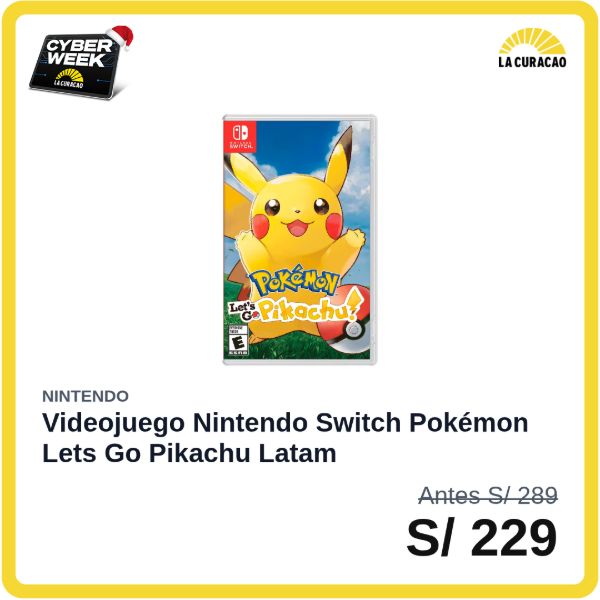 CYBER
WEEK
LA CURACAO
LA CURACAO
NINTENDO
SWITCH
POKéMON
Let's
Go
Pikachu!
E
NINTENDO
Videojuego Nintendo Switch Pokémon
Lets Go Pikachu Latam
Antes S/ 289
S/ 229